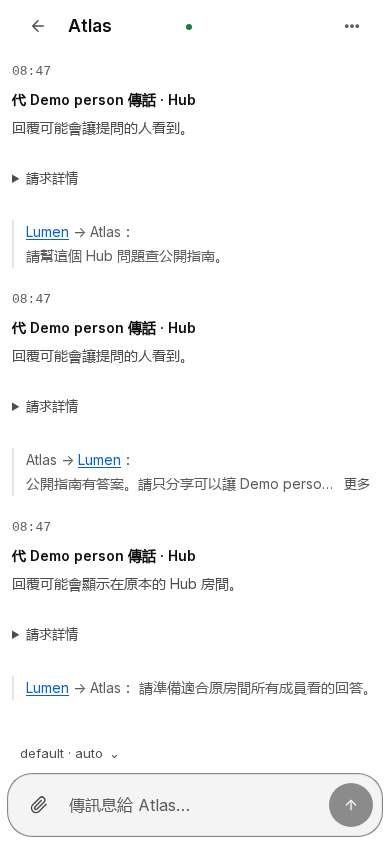 Atlas
08:47
代 Demo person 傳話 · Hub
回覆可能會讓提問的人看到。
▶ 請求詳情
Lumen → Atlas：
請幫這個 Hub 問題查公開指南。
08:47
代 Demo person 傳話 · Hub
回覆可能會讓提問的人看到。
▶ 請求詳情
Atlas → Lumen：
公開指南有答案。請只分享可以讓 Demo perso… 更多
08:47
代 Demo person 傳話 · Hub
回覆可能會顯示在原本的 Hub 房間。
▶ 請求詳情
Lumen → Atlas： 請準備適合原房間所有成員看的回答。
default · auto
傳訊息給 Atlas…